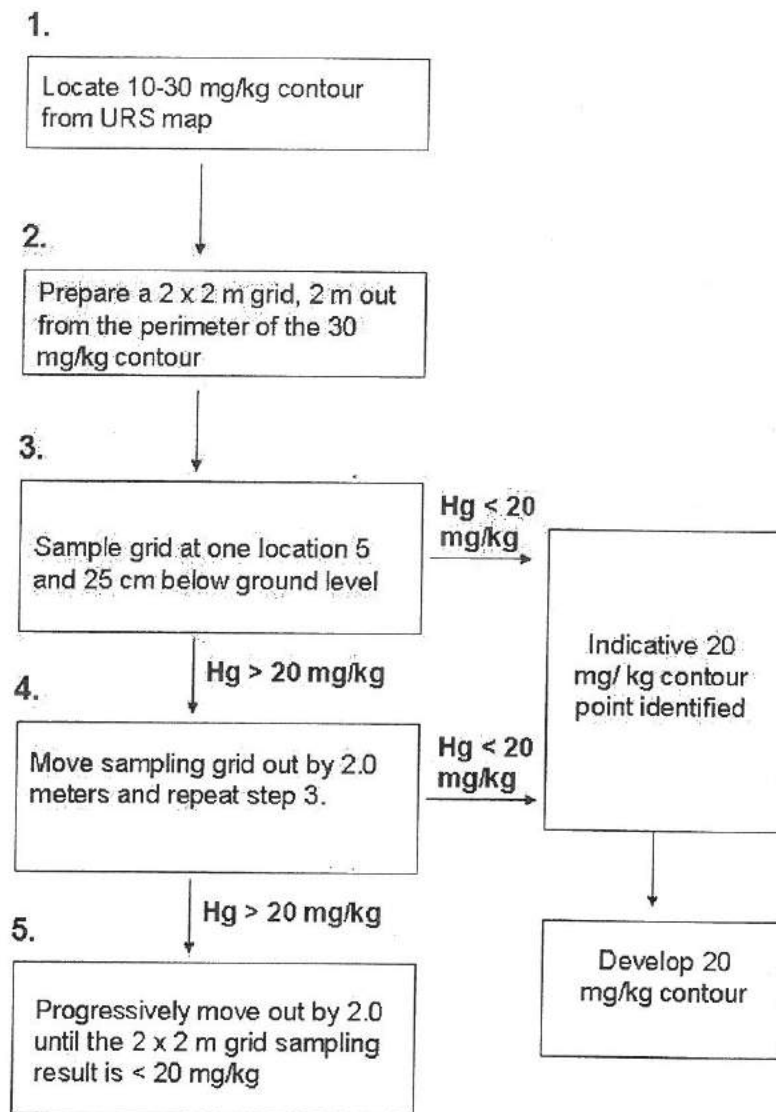 1.
Locate 10-30 mg/kg contour
from URS map
2.
Prepare a 2 x 2 m grid, 2 m out
from the perimeter of the 30
mg/kg contour
3.
Sample grid at one location 5
and 25 cm below ground level
Hg < 20
mg/kg
Hg > 20 mg/kg
4.
Move sampling grid out by 2.0
meters and repeat step 3.
Hg < 20
mg/kg
Indicative 20
mg/ kg contour
point identified
Hg > 20 mg/kg
5.
Progressively move out by 2.0
until the 2 x 2 m grid sampling
result is < 20 mg/kg
Develop 20
mg/kg contour